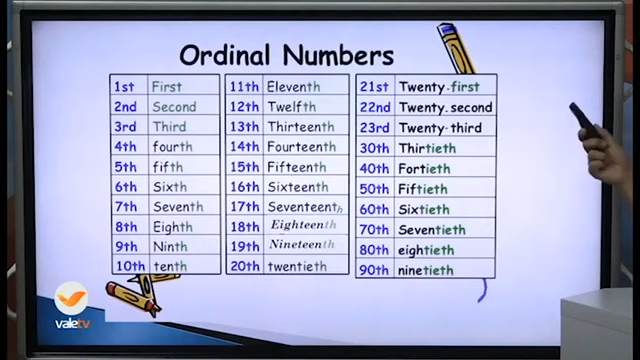 Ordinal Numbers
1st First
2nd Second
3rd Third
4th fourth
5th fifth
6th Sixth
7th Seventh
8th Eighth
9th Ninth
10th tenth
11th Eleventh
12th Twelfth
13th Thirteenth
14th Fourteenth
15th Fifteenth
16th Sixteenth
17th Seventeenth
18th Eighteenth
19th Nineteenth
20th twentieth
21st Twenty-first
22nd Twenty-second
23rd Twenty-third
30th Thirtieth
40th Fortieth
50th Fiftieth
60th Sixtieth
70th Seventieth
80th eightieth
90th ninetieth
valetv